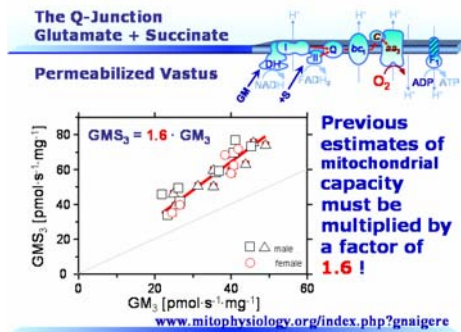 The Q-Junction
Glutamate + Succinate
Permeabilized Vastus
H⁺
H⁺
H⁺
H⁺
I
II
Q
bc₁
c
aa₃
F₁
DH
GM
NADH
+S
FADH₂
O₂
ADP
ATP
H⁺
H⁺
GMS₃ = 1.6 · GM₃
GMS₃ [pmol·s⁻¹·mg⁻¹]
80
60
40
20
0
0
20
40
60
GM₃ [pmol·s⁻¹·mg⁻¹]
male
female
Previous
estimates of
mitochondrial
capacity
must be
multiplied by
a factor of
1.6 !
www.mitophysiology.org/index.php?gnaigere